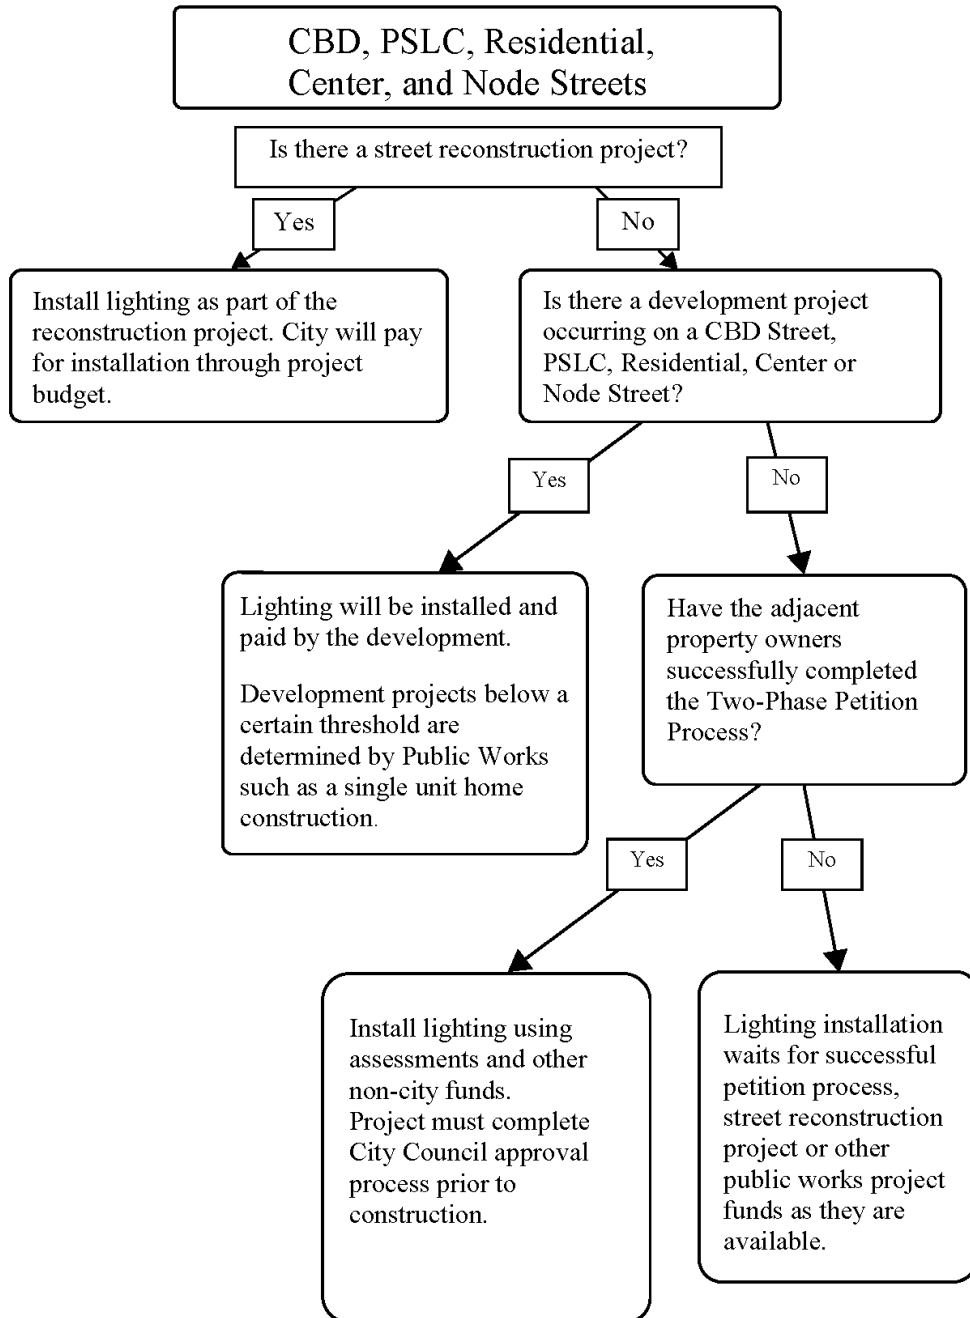 CBD, PSLC, Residential,
Center, and Node Streets
Is there a street reconstruction project?
Yes
No
Install lighting as part of the
reconstruction project. City will pay
for installation through project
budget.
Is there a development project
occurring on a CBD Street,
PSLC, Residential, Center or
Node Street?
Yes
No
Lighting will be installed and
paid by the development.
Development projects below a
certain threshold are
determined by Public Works
such as a single unit home
construction.
Have the adjacent
property owners
successfully completed
the Two-Phase Petition
Process?
Yes
No
Install lighting using
assessments and other
non-city funds.
Project must complete
City Council approval
process prior to
construction.
Lighting installation
waits for successful
petition process,
street reconstruction
project or other
public works project
funds as they are
available.